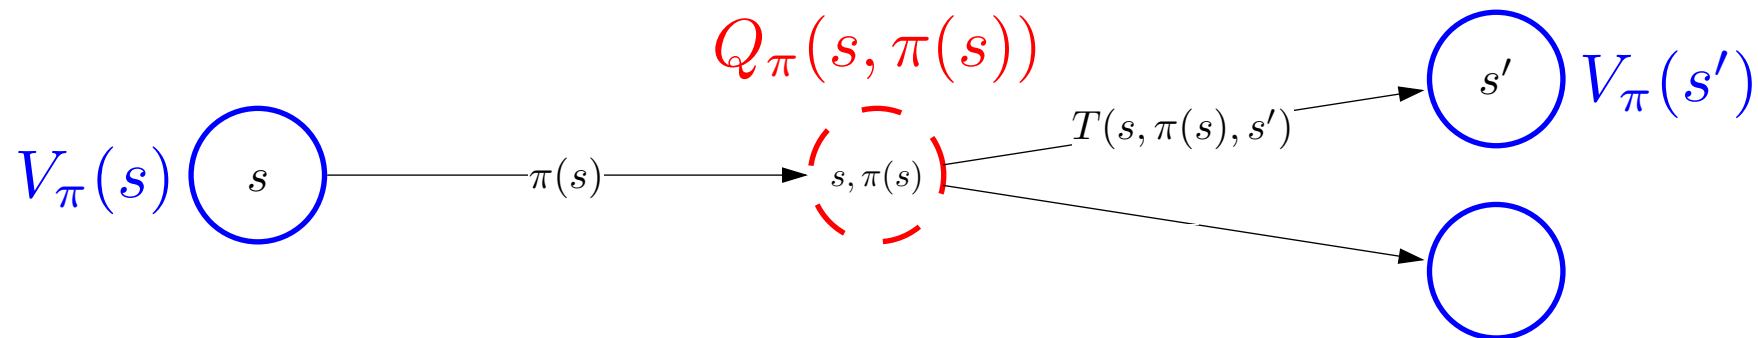 Q_π(s, π(s))
V_π(s)
s
π(s)
s, π(s)
T(s, π(s), s′)
s′
V_π(s′)